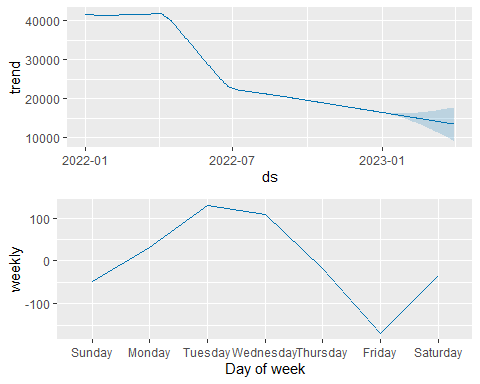 40000
30000
20000
10000
trend
2022-01 2022-07 2023-01
ds
100
0
-100
weekly
Sunday Monday Tuesday Wednesday Thursday Friday Saturday
Day of week